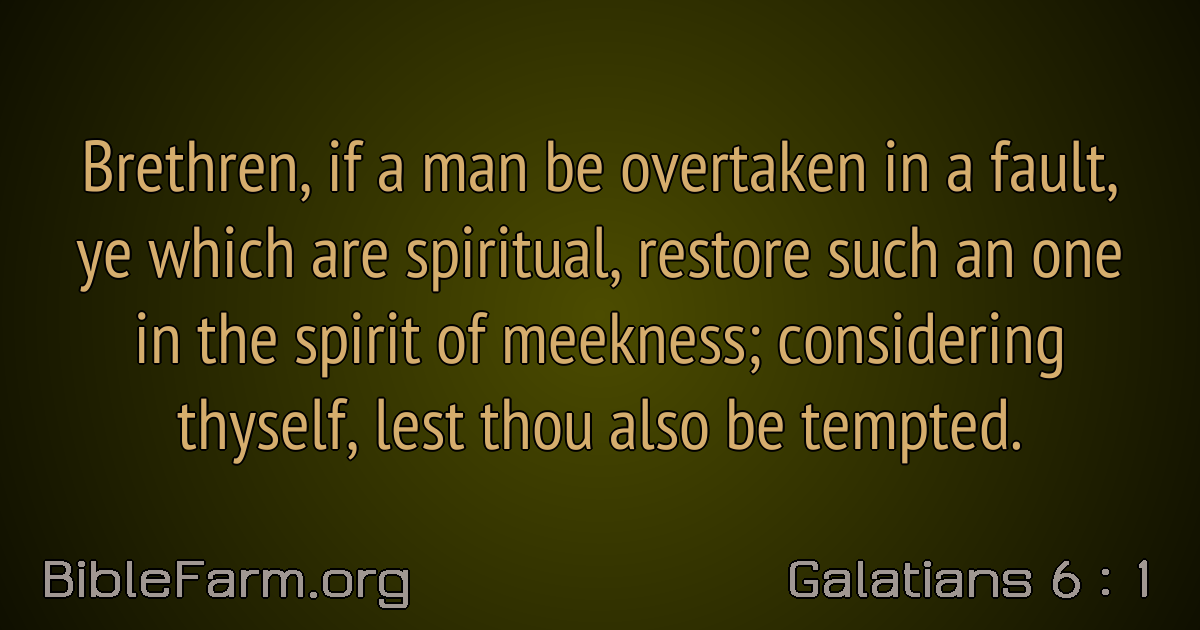 Brethren, if a man be overtaken in a fault,
ye which are spiritual, restore such an one
in the spirit of meekness; considering
thyself, lest thou also be tempted.
BibleFarm.org
Galatians 6 : 1